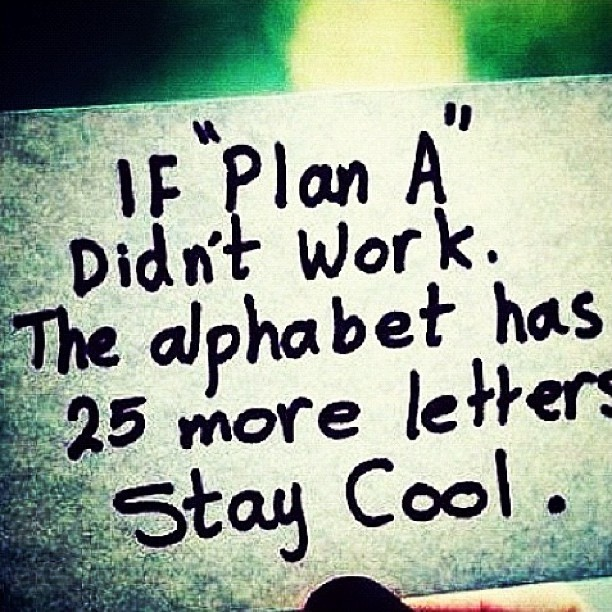 IF "Plan A"
Didn't Work.
The alphabet has
25 more letters
Stay Cool.